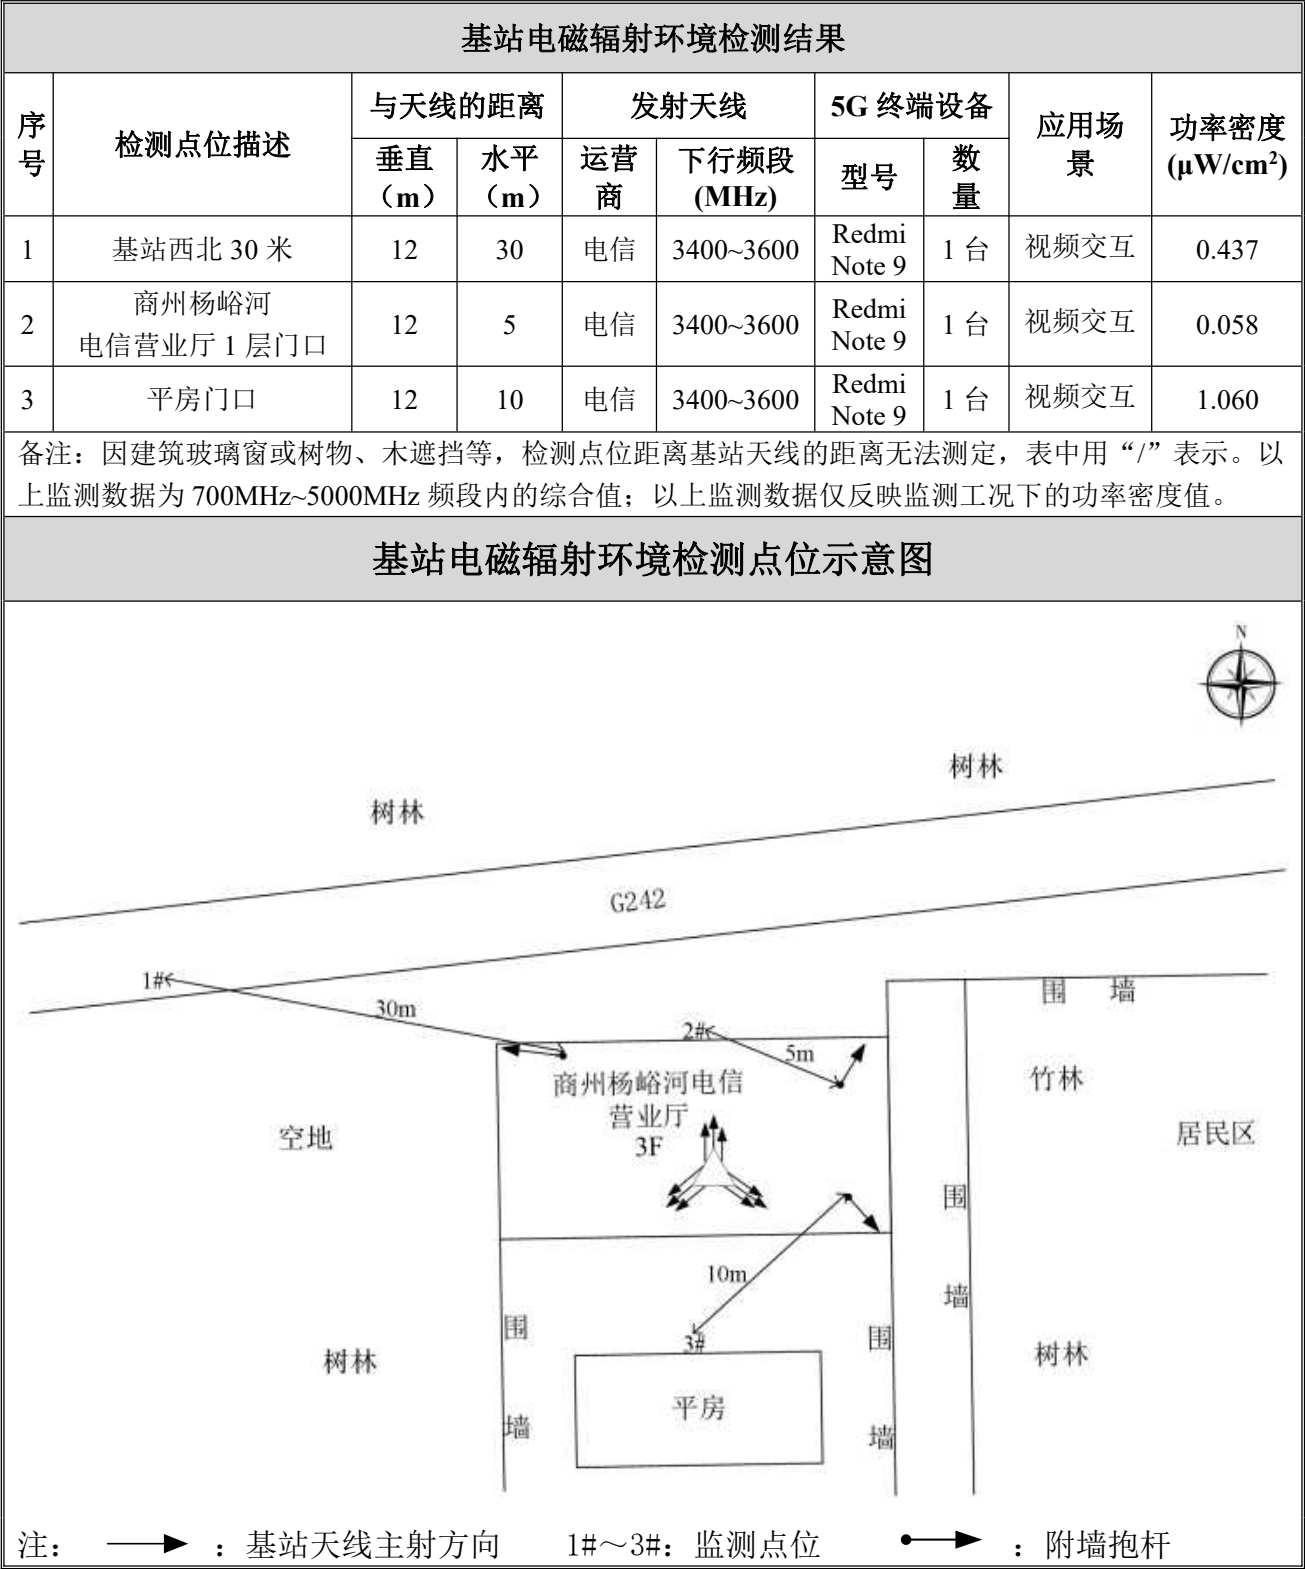 基站电磁辐射环境检测结果
序号 检测点位描述 与天线的距离 发射天线 5G 终端设备 应用场景 功率密度(μW/cm²)
垂直（m） 水平（m） 运营商 下行频段(MHz) 型号 数量
1 基站西北 30 米 12 30 电信 3400~3600 Redmi Note 9 1 台 视频交互 0.437
2 商州杨峪河电信营业厅 1 层门口 12 5 电信 3400~3600 Redmi Note 9 1 台 视频交互 0.058
3 平房门口 12 10 电信 3400~3600 Redmi Note 9 1 台 视频交互 1.060
备注：因建筑玻璃窗或树物、木遮挡等，检测点位距离基站天线的距离无法测定，表中用“/”表示。以
上监测数据为 700MHz~5000MHz 频段内的综合值；以上监测数据仅反映监测工况下的功率密度值。
基站电磁辐射环境检测点位示意图
N
树林
树林
G242
1#
30m
2#
5m
围 墙
商州杨峪河电信
营业厅
3F
竹林
空地
居民区
围
墙
10m
3#
围
墙
围
墙
树林
树林
平房
注： ：基站天线主射方向 1#～3#：监测点位 ：附墙抱杆